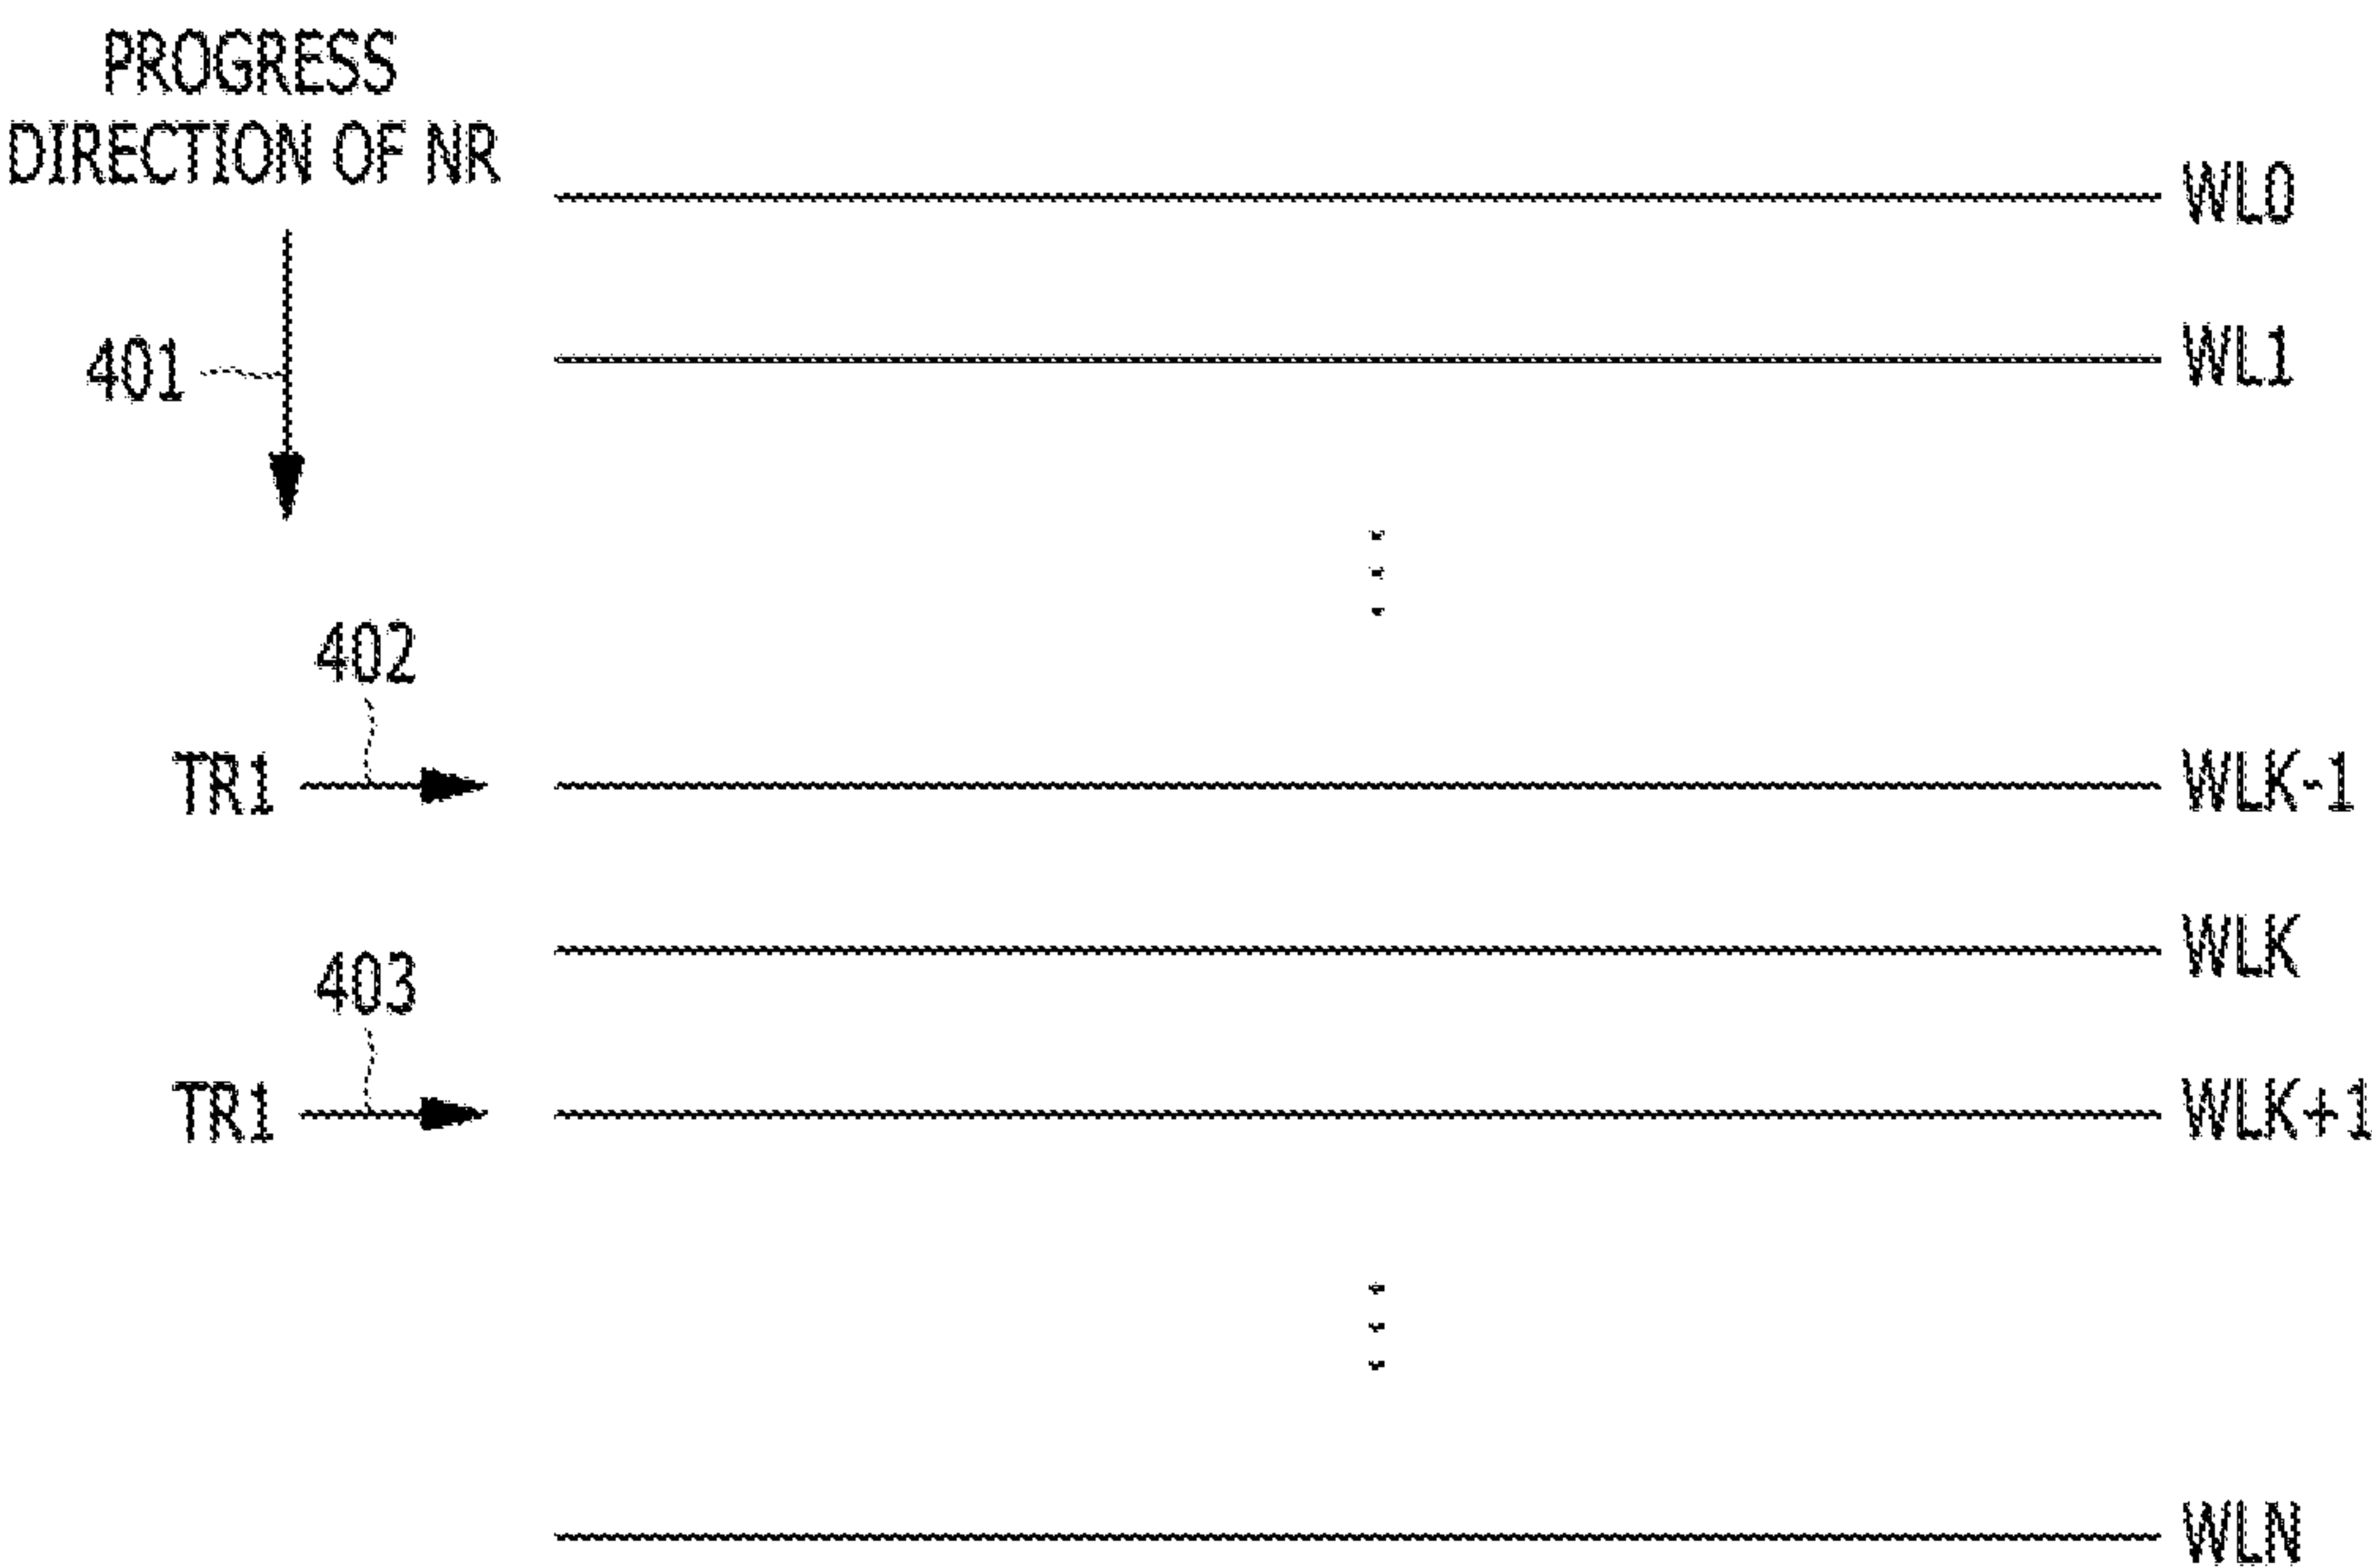 PROGRESS
DIRECTION OF NR
WL0
401
WL1
402
TR1
WLK-1
WLK
403
TR1
WLK+1
WLN